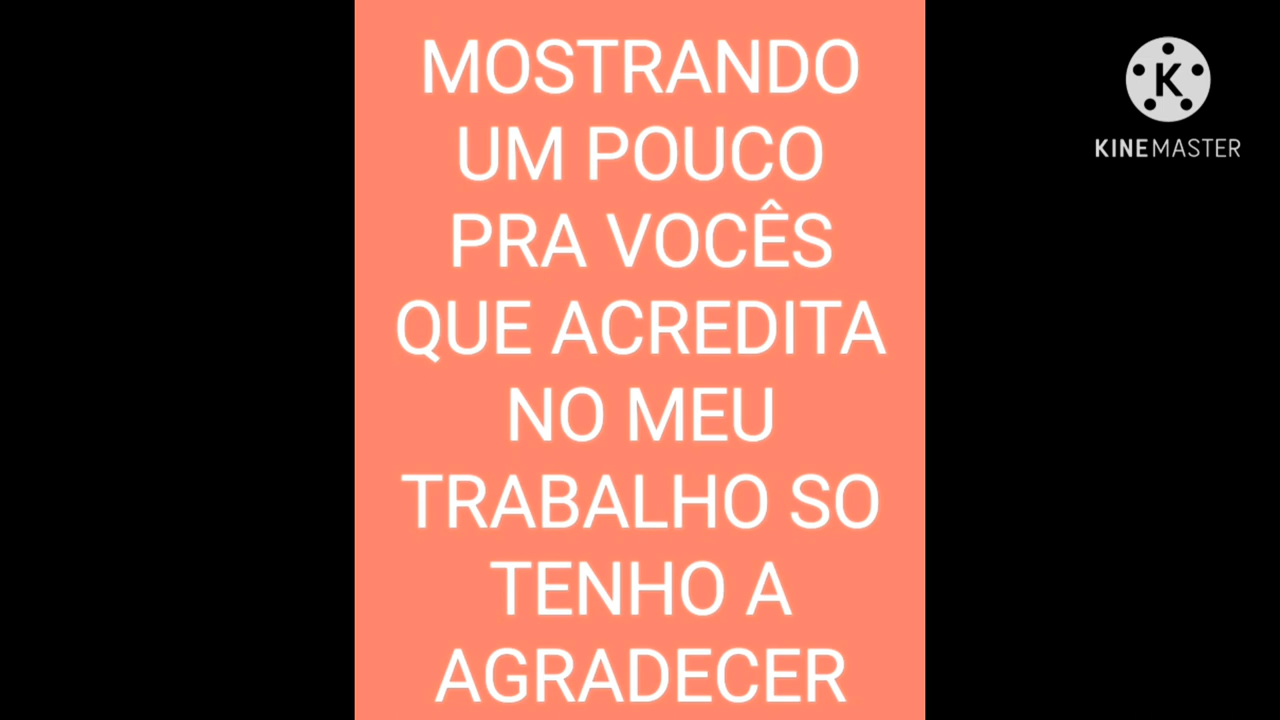 MOSTRANDO
UM POUCO
PRA VOCÊS
QUE ACREDITA
NO MEU
TRABALHO SO
TENHO A
AGRADECER
K
KINEMASTER